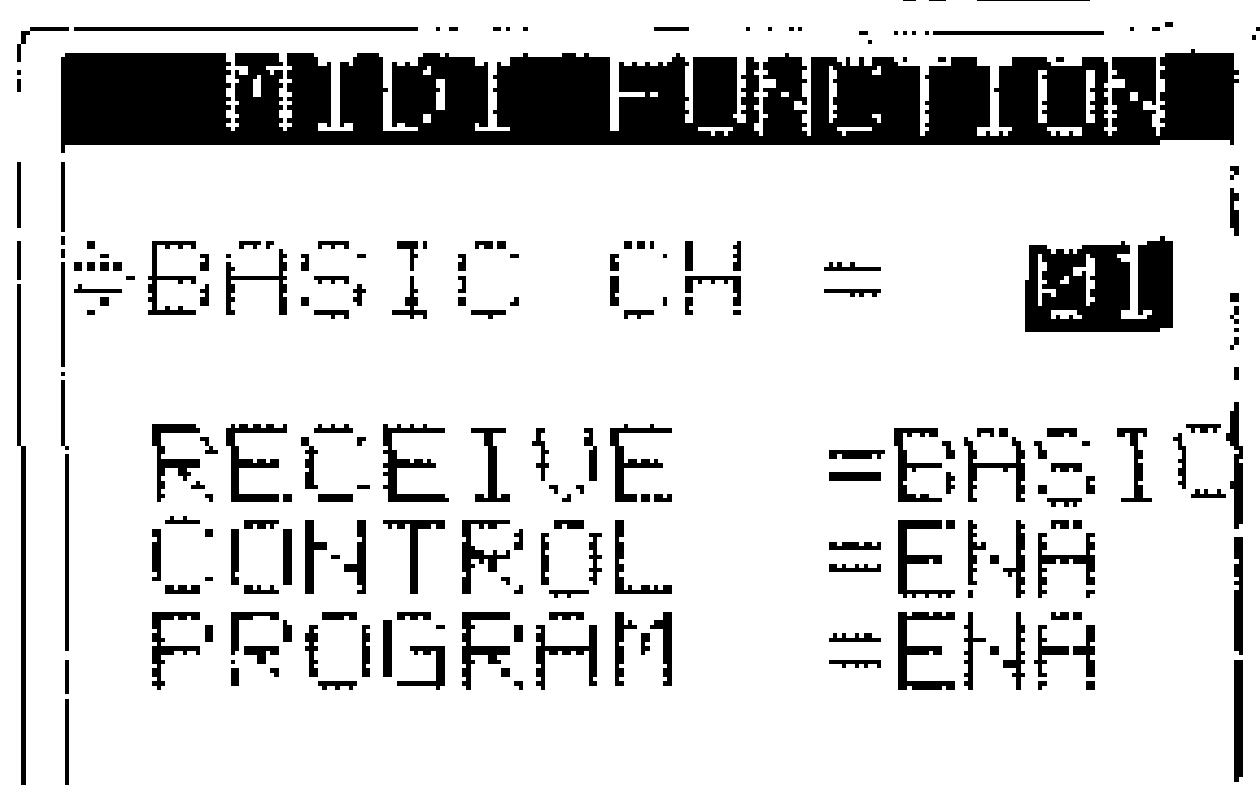 MIDI FUNCTION
BASIC CH = 01
RECEIVE =BASIC
CONTROL =ENA
PROGRAM =ENA